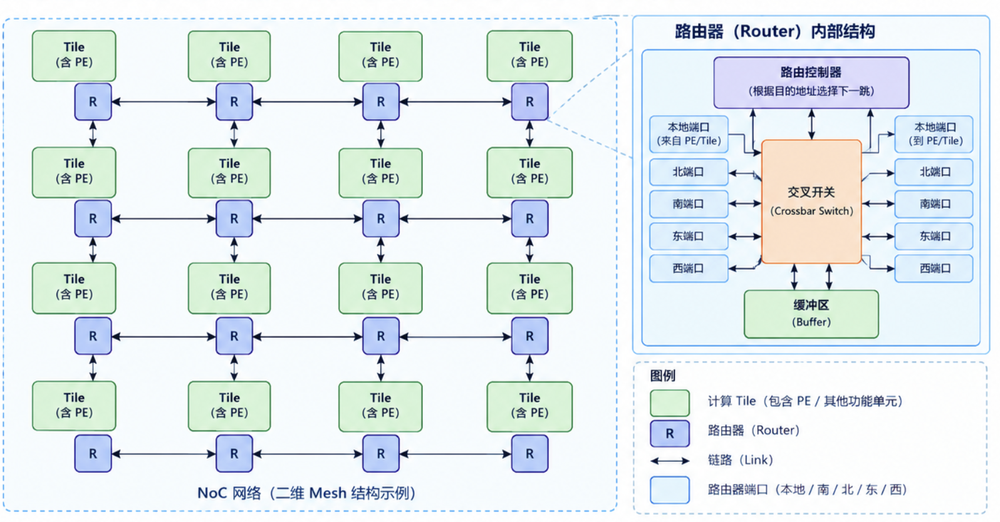 Tile
(含 PE)
Tile
(含 PE)
Tile
(含 PE)
Tile
(含 PE)
R
R
R
R
Tile
(含 PE)
Tile
(含 PE)
Tile
(含 PE)
Tile
(含 PE)
R
R
R
R
Tile
(含 PE)
Tile
(含 PE)
Tile
(含 PE)
Tile
(含 PE)
R
R
R
R
Tile
(含 PE)
Tile
(含 PE)
Tile
(含 PE)
Tile
(含 PE)
R
R
R
R
NoC 网络（二维 Mesh 结构示例）
路由器（Router）内部结构
路由控制器
（根据目的地址选择下一跳）
本地端口
(来自 PE/Tile)
北端口
南端口
东端口
西端口
交叉开关
(Crossbar Switch)
本地端口
(到 PE/Tile)
北端口
南端口
东端口
西端口
缓冲区
(Buffer)
图例
计算 Tile（包含 PE / 其他功能单元）
R
路由器（Router）
链路（Link）
路由器端口（本地 / 南 / 北 / 东 / 西）